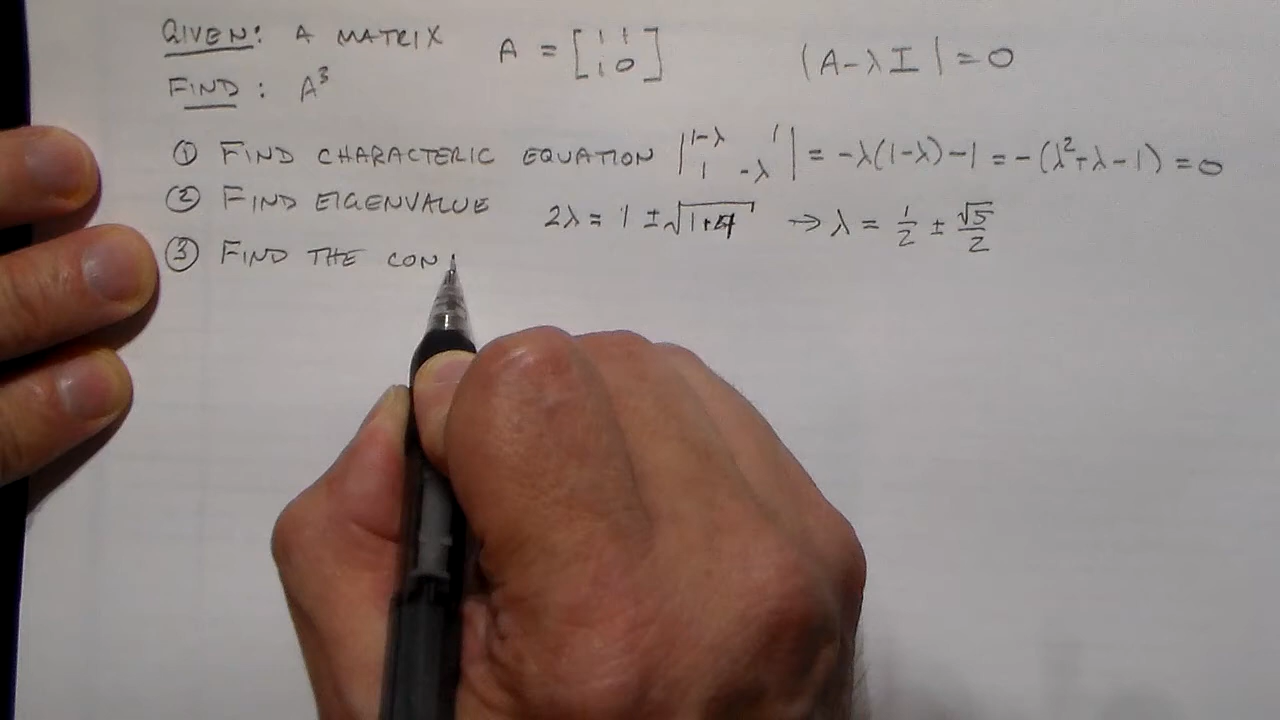 GIVEN: A MATRIX A = [1 1; 1 0] |A-λI| = 0
FIND: A³
① FIND CHARACTERIC EQUATION |1-λ 1; 1 -λ| = -λ(1-λ)-1 = -(λ²+λ-1) = 0
② FIND EIGENVALUE 2λ = 1 ± √(1+4) → λ = 1/2 ± √5/2
③ FIND THE CON